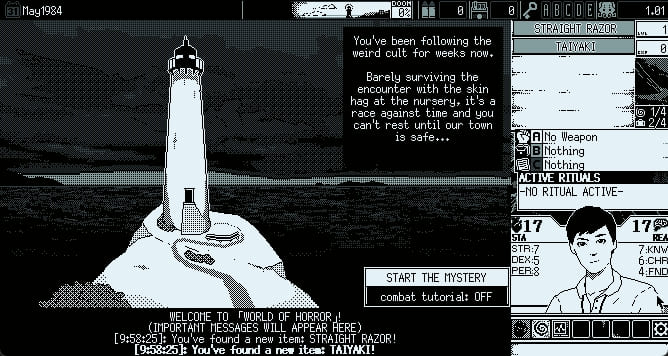 May1984
DOOM
0%
0
0
A B C D E
1.01
You've been following the
weird cult for weeks now.
Barely surviving the
encounter with the skin
hag at the nursery, it's a
race against time and you
can't rest until our town
is safe...
STRAIGHT RAZOR
TAIYAKI
LVL 1
EXP 0
1/4
2/4
A No Weapon
B Nothing
C Nothing
ACTIVE RITUALS
-NO RITUAL ACTIVE-
17
17
STA
REA
STR:7
7:KNW
DEX:5
6:CHR
PER:8
4:FND
START THE MYSTERY
combat tutorial: OFF
WELCOME TO 「WORLD OF HORROR」!
(IMPORTANT MESSAGES WILL APPEAR HERE)
[9:58:25]: You've found a new item: STRAIGHT RAZOR!
[9:58:25]: You've found a new item: TAIYAKI!